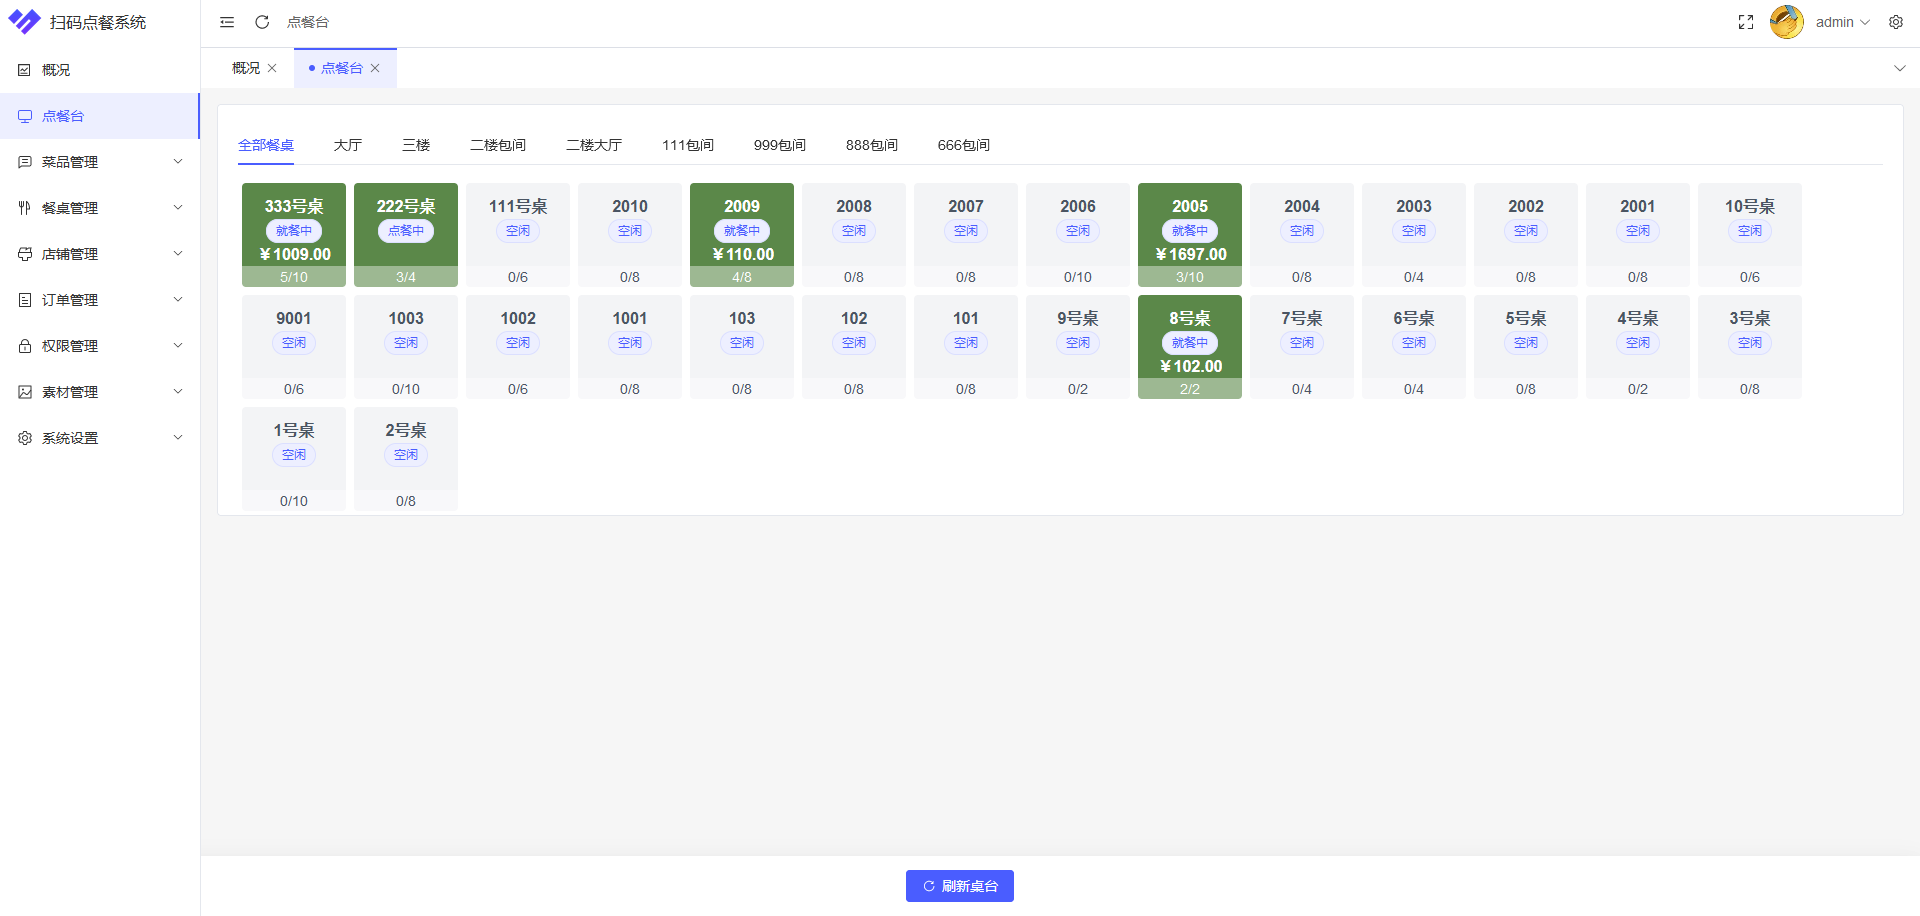 扫码点餐系统
点餐台
admin
概况
点餐台
菜品管理
餐桌管理
店铺管理
订单管理
权限管理
素材管理
系统设置
概况 点餐台
全部餐桌 大厅 三楼 二楼包间 二楼大厅 111包间 999包间 888包间 666包间
333号桌 222号桌 111号桌 2010 2009 2008 2007 2006 2005 2004 2003 2002 2001 10号桌
就餐中 点餐中 空闲 空闲 就餐中 空闲 空闲 空闲 就餐中 空闲 空闲 空闲 空闲 空闲
￥1009.00 ￥110.00 ￥1697.00
5/10 3/4 0/6 0/8 4/8 0/8 0/8 0/10 3/10 0/8 0/4 0/8 0/8 0/6
9001 1003 1002 1001 103 102 101 9号桌 8号桌 7号桌 6号桌 5号桌 4号桌 3号桌
空闲 空闲 空闲 空闲 空闲 空闲 空闲 空闲 就餐中 空闲 空闲 空闲 空闲 空闲
￥102.00
0/6 0/10 0/6 0/8 0/8 0/8 0/8 0/2 2/2 0/4 0/4 0/8 0/2 0/8
1号桌 2号桌
空闲 空闲
0/10 0/8
刷新桌台